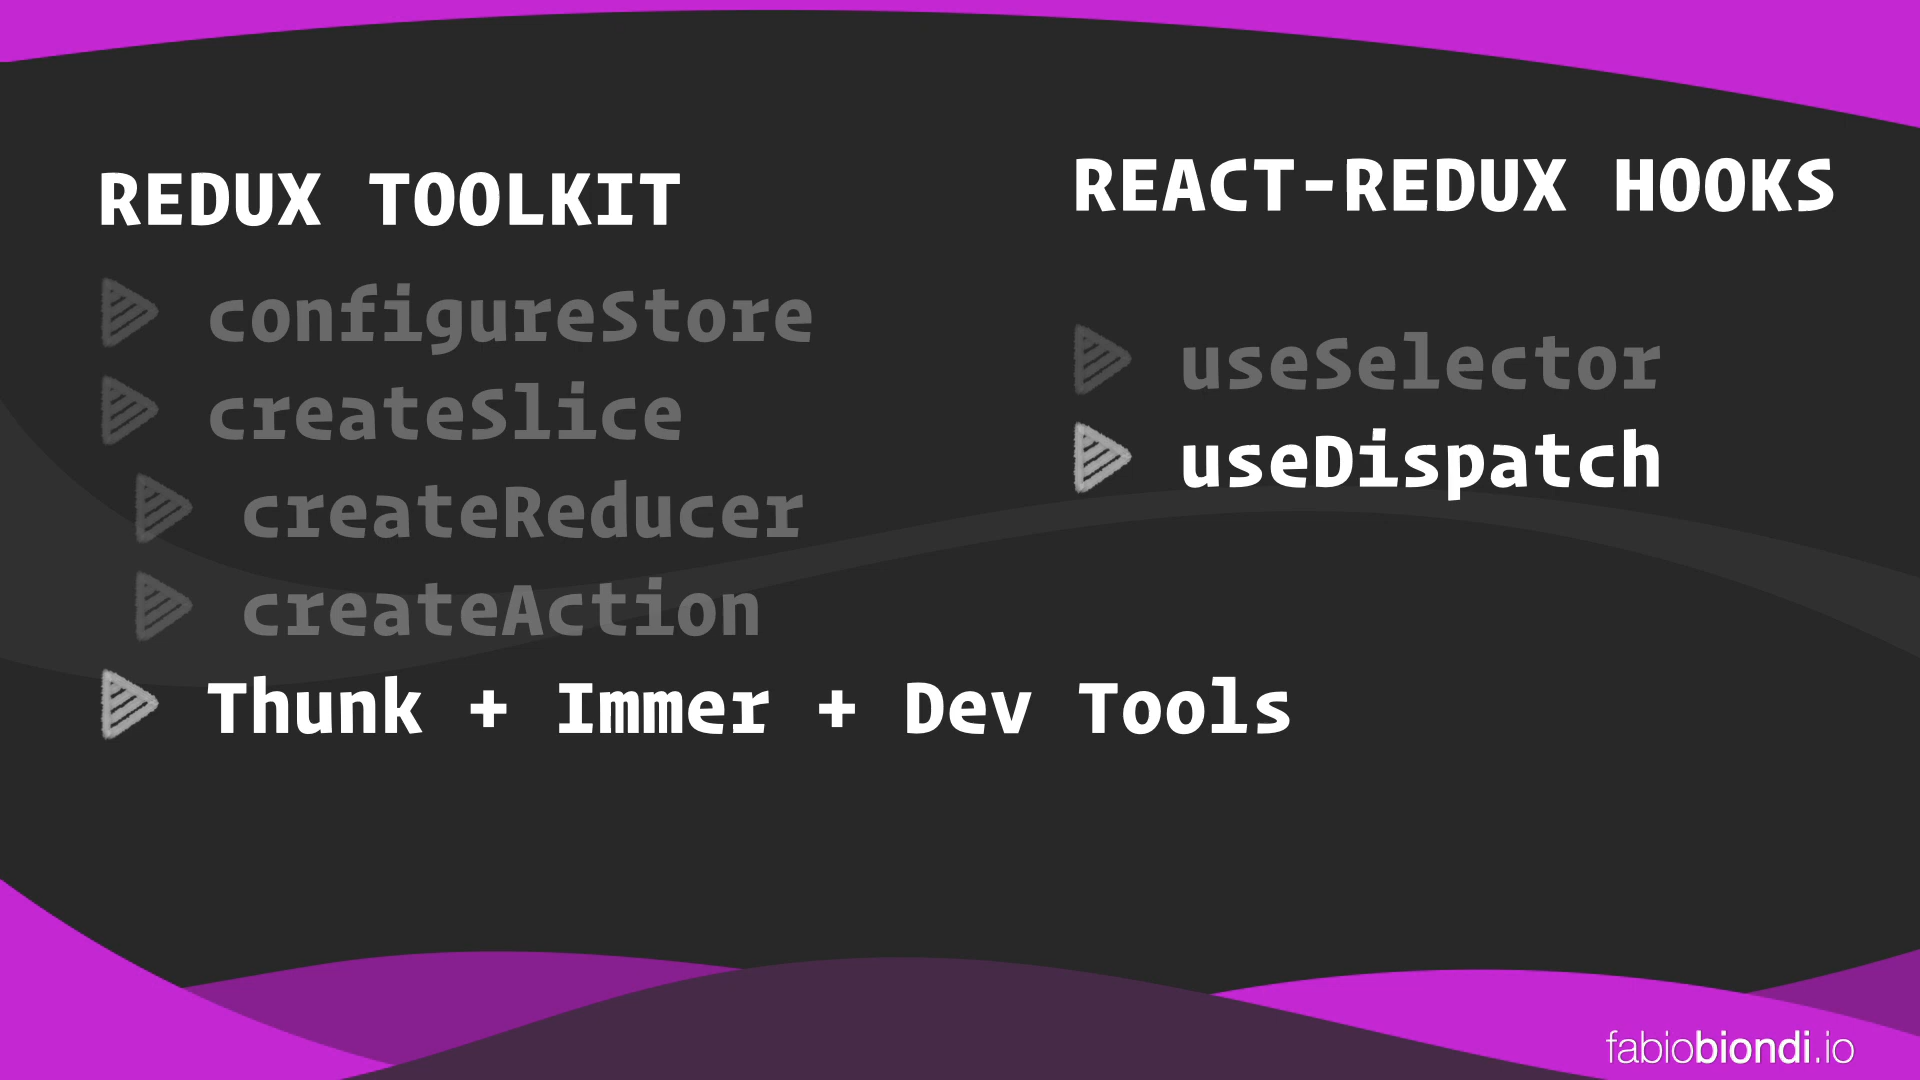 REDUX TOOLKIT
configureStore
createSlice
createReducer
createAction
Thunk + Immer + Dev Tools
REACT-REDUX HOOKS
useSelector
useDispatch
fabiobiondi.io